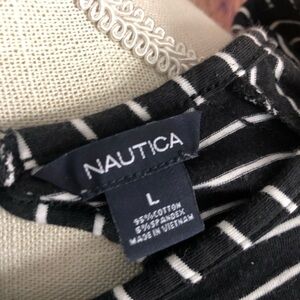 NAUTICA
L
95%COTTON
5%SPANDEX
MADE IN VIETNAM